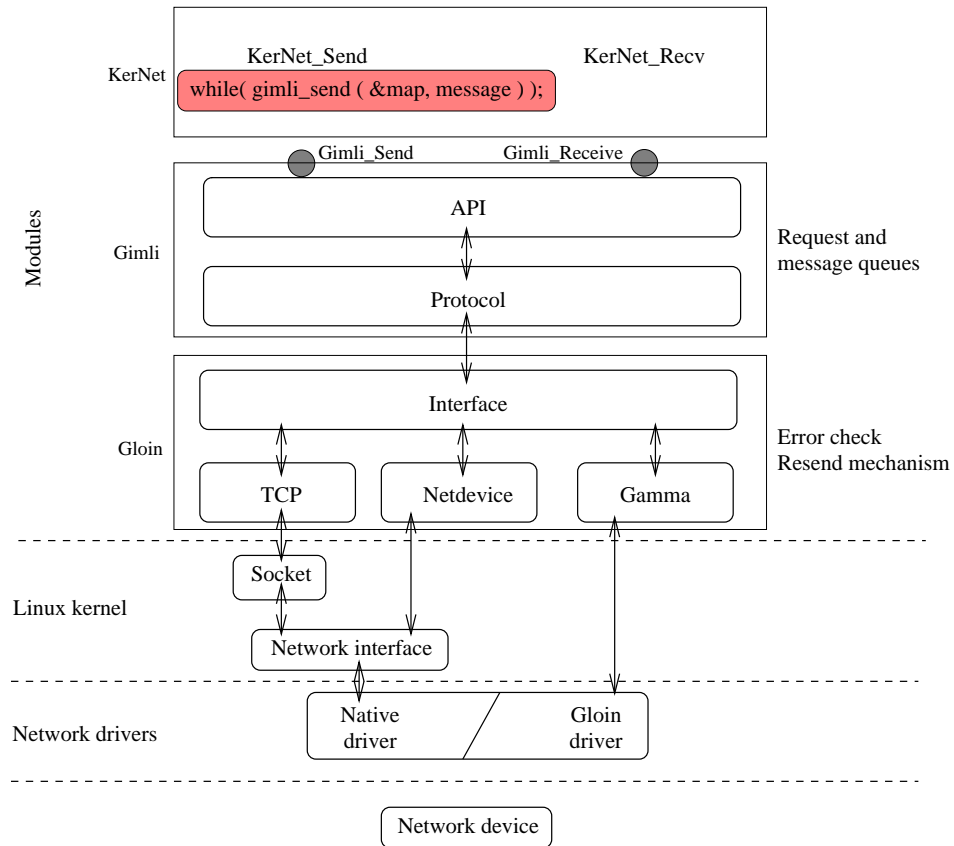 KerNet_Send
KerNet_Recv
KerNet
while( gimli_send ( &map, message ) );
Gimli_Send
Gimli_Receive
Modules
API
Gimli
Request and
message queues
Protocol
Interface
Gloin
Error check
Resend mechanism
TCP
Netdevice
Gamma
Socket
Linux kernel
Network interface
Network drivers
Native
driver
Gloin
driver
Network device